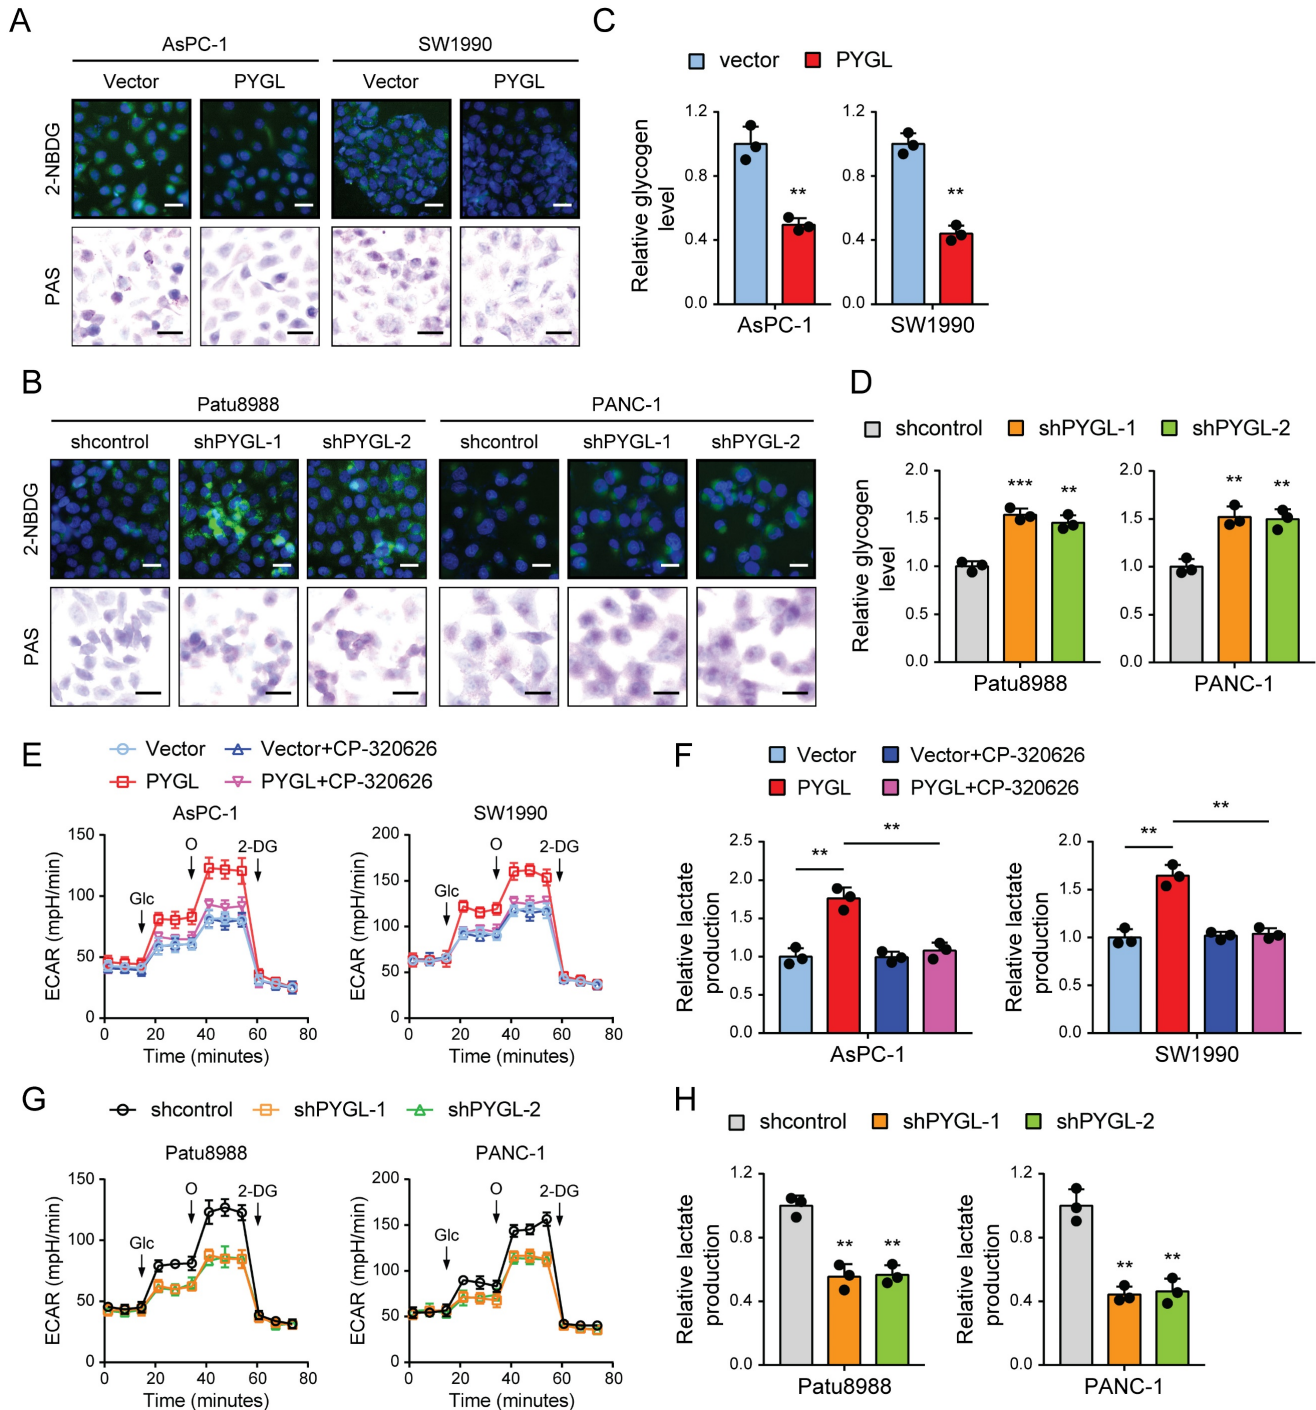 A
AsPC-1 SW1990
Vector PYGL Vector PYGL
2-NBDG
PAS
C
vector PYGL
Relative glycogen
level
1.2
0.8
0.4
0.0
**
AsPC-1
1.2
0.8
0.4
0.0
**
SW1990
B
Patu8988 PANC-1
shcontrol shPYGL-1 shPYGL-2 shcontrol shPYGL-1 shPYGL-2
2-NBDG
PAS
D
shcontrol shPYGL-1 shPYGL-2
Relative glycogen
level
2.0
1.5
1.0
0.5
0.0
*** **
Patu8988
2.0
1.5
1.0
0.5
0.0
** **
PANC-1
E
Vector Vector+CP-320626
PYGL PYGL+CP-320626
AsPC-1
ECAR (mpH/min)
150
100
50
0
Glc
O
2-DG
0 20 40 60 80
Time (minutes)
SW1990
ECAR (mpH/min)
200
150
100
50
0
Glc
O
2-DG
0 20 40 60 80
Time (minutes)
F
Vector Vector+CP-320626
PYGL PYGL+CP-320626
Relative lactate
production
2.5
2.0
1.5
1.0
0.5
0.0
** **
AsPC-1
Relative lactate
production
2.0
1.5
1.0
0.5
0.0
** **
SW1990
G
shcontrol shPYGL-1 shPYGL-2
Patu8988
ECAR (mpH/min)
150
100
50
0
Glc
O
2-DG
0 20 40 60 80
Time (minutes)
PANC-1
ECAR (mpH/min)
200
150
100
50
0
Glc
O
2-DG
0 20 40 60 80
Time (minutes)
H
shcontrol shPYGL-1 shPYGL-2
Relative lactate
production
1.2
0.8
0.4
0.0
** **
Patu8988
Relative lactate
production
1.2
0.8
0.4
0.0
** **
PANC-1